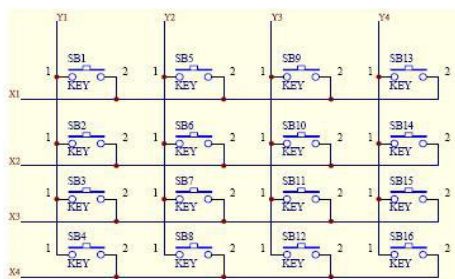 Y1 Y2 Y3 Y4
SB1 SB5 SB9 SB13
1 2 1 2 1 2 1 2
KEY KEY KEY KEY
X1
SB2 SB6 SB10 SB14
1 2 1 2 1 2 1 2
KEY KEY KEY KEY
X2
SB3 SB7 SB11 SB15
1 2 1 2 1 2 1 2
KEY KEY KEY KEY
X3
SB4 SB8 SB12 SB16
1 2 1 2 1 2 1 2
KEY KEY KEY KEY
X4